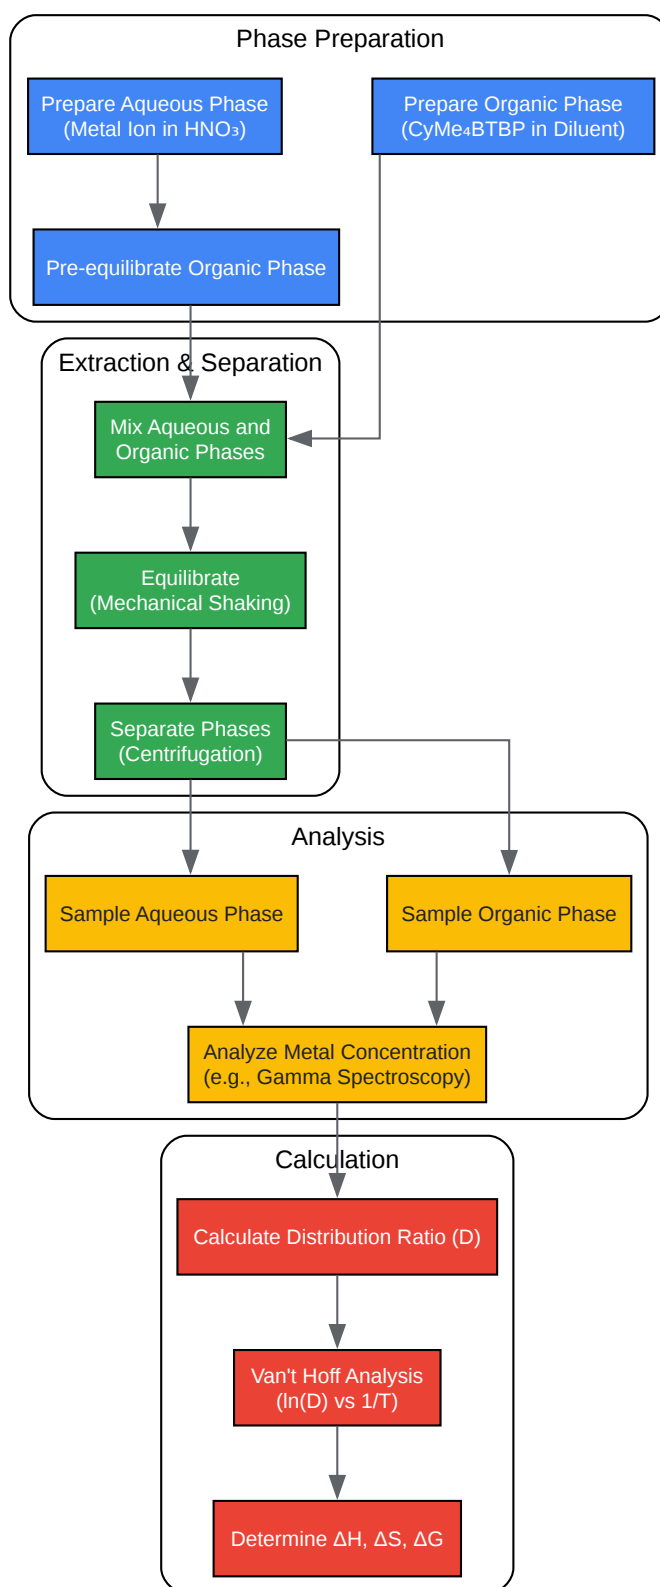 Phase Preparation
Prepare Aqueous Phase
(Metal Ion in HNO₃)
Prepare Organic Phase
(CyMe₄BTBP in Diluent)
Pre-equilibrate Organic Phase
Extraction & Separation
Mix Aqueous and
Organic Phases
Equilibrate
(Mechanical Shaking)
Separate Phases
(Centrifugation)
Analysis
Sample Aqueous Phase
Sample Organic Phase
Analyze Metal Concentration
(e.g., Gamma Spectroscopy)
Calculation
Calculate Distribution Ratio (D)
Van't Hoff Analysis
(ln(D) vs 1/T)
Determine ΔH, ΔS, ΔG